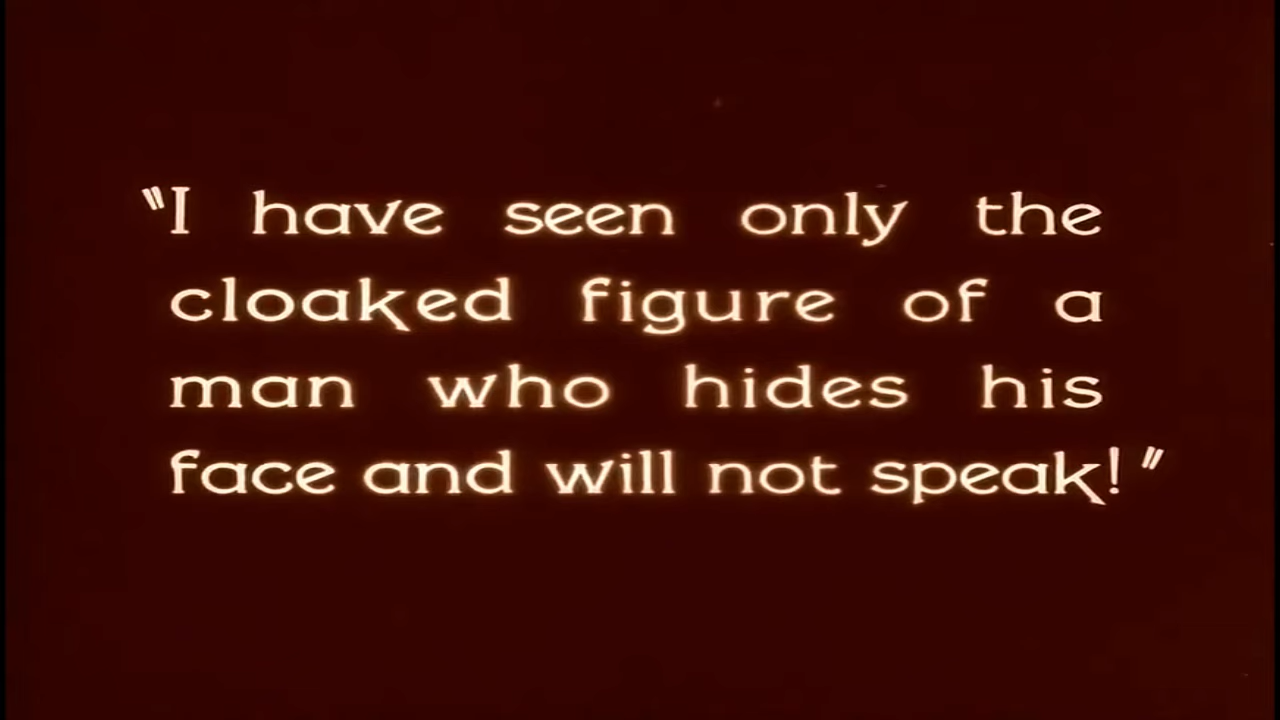 “I have seen only the
cloaked figure of a
man who hides his
face and will not speak!”